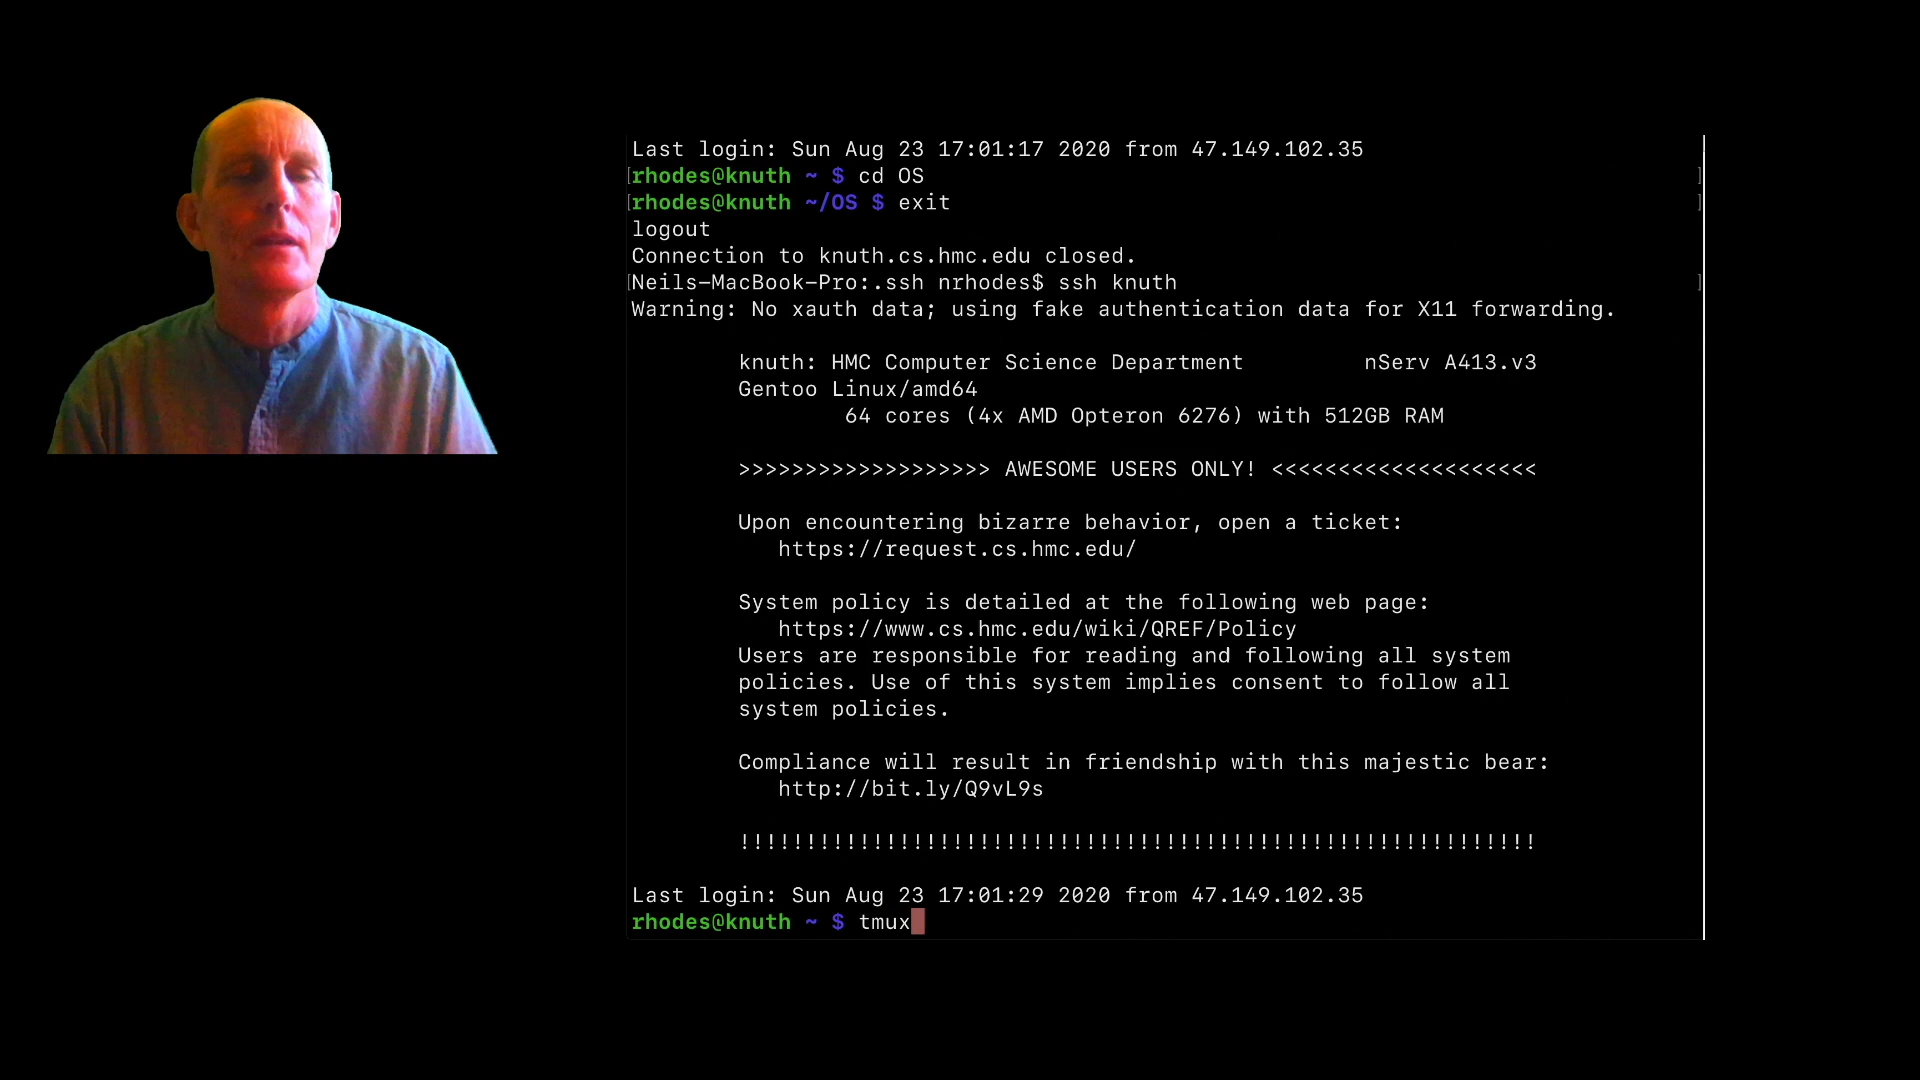 Last login: Sun Aug 23 17:01:17 2020 from 47.149.102.35
[rhodes@knuth ~ $ cd OS ]
[rhodes@knuth ~/OS $ exit ]
logout
Connection to knuth.cs.hmc.edu closed.
[Neils-MacBook-Pro:.ssh nrhodes$ ssh knuth ]
Warning: No xauth data; using fake authentication data for X11 forwarding.
knuth: HMC Computer Science Department nServ A413.v3
Gentoo Linux/amd64
64 cores (4x AMD Opteron 6276) with 512GB RAM
>>>>>>>>>>>>>>>>>>> AWESOME USERS ONLY! <<<<<<<<<<<<<<<<<<<<
Upon encountering bizarre behavior, open a ticket:
https://request.cs.hmc.edu/
System policy is detailed at the following web page:
https://www.cs.hmc.edu/wiki/QREF/Policy
Users are responsible for reading and following all system
policies. Use of this system implies consent to follow all
system policies.
Compliance will result in friendship with this majestic bear:
http://bit.ly/Q9vL9s
!!!!!!!!!!!!!!!!!!!!!!!!!!!!!!!!!!!!!!!!!!!!!!!!!!!!!!!!!!!!
Last login: Sun Aug 23 17:01:29 2020 from 47.149.102.35
rhodes@knuth ~ $ tmux